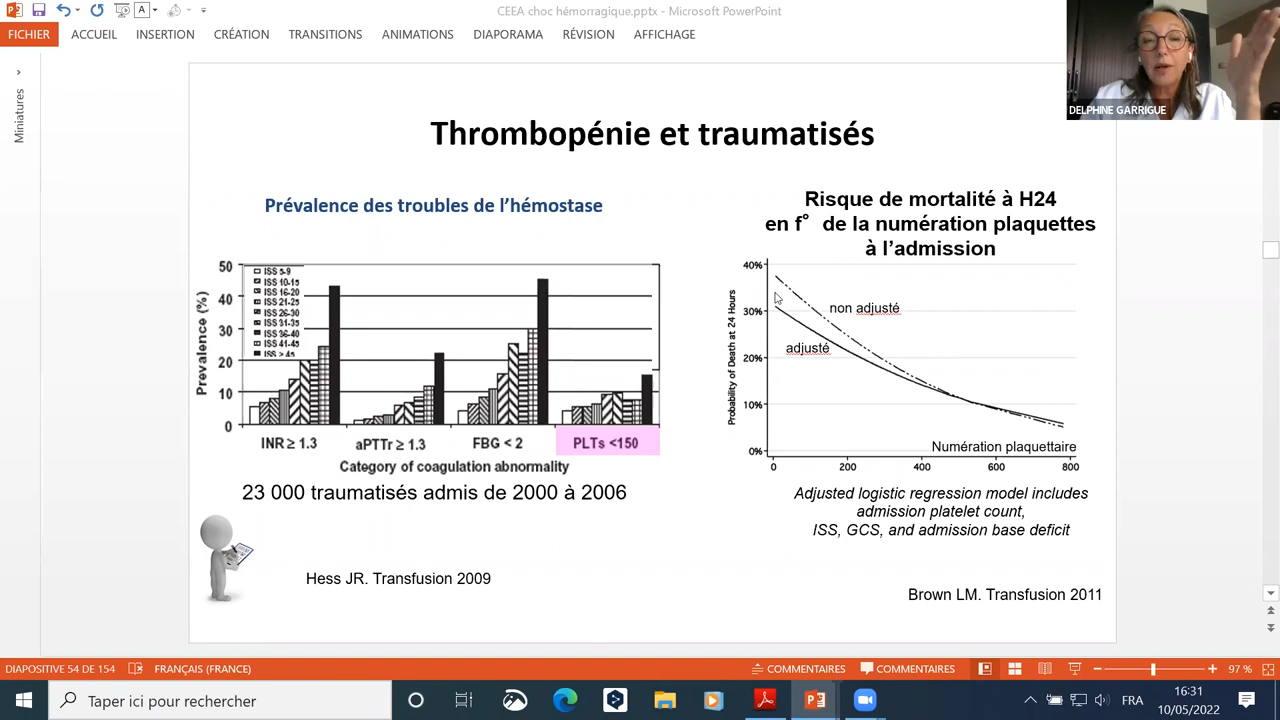 CEEA choc hémorragique.pptx - Microsoft PowerPoint
FICHIER ACCUEIL INSERTION CRÉATION TRANSITIONS ANIMATIONS DIAPORAMA RÉVISION AFFICHAGE
DELPHINE GARRIGUE
Miniatures
Thrombopénie et traumatisés
Prévalence des troubles de l'hémostase
Prevalence (%)
50
40
30
20
10
0
ISS 10-15
ISS 16-20
ISS 21-25
ISS 26-30
ISS 31-35
ISS 36-40
ISS 41-45
ISS > 45
INR ≥ 1.3 aPTTr ≥ 1.3 FBG < 2 PLTs <150
Category of coagulation abnormality
23 000 traumatisés admis de 2000 à 2006
Hess JR. Transfusion 2009
Risque de mortalité à H24
en f° de la numération plaquettes
à l'admission
Probability of Death at 24 Hours
40%
30%
20%
10%
0%
non adjusté
adjusté
Numération plaquettaire
0 200 400 600 800
Adjusted logistic regression model includes
admission platelet count,
ISS, GCS, and admission base deficit
Brown LM. Transfusion 2011
DIAPOSITIVE 54 DE 154 FRANÇAIS (FRANCE) COMMENTAIRES COMMENTAIRES 97 %
Taper ici pour rechercher
FRA
16:31
10/05/2022